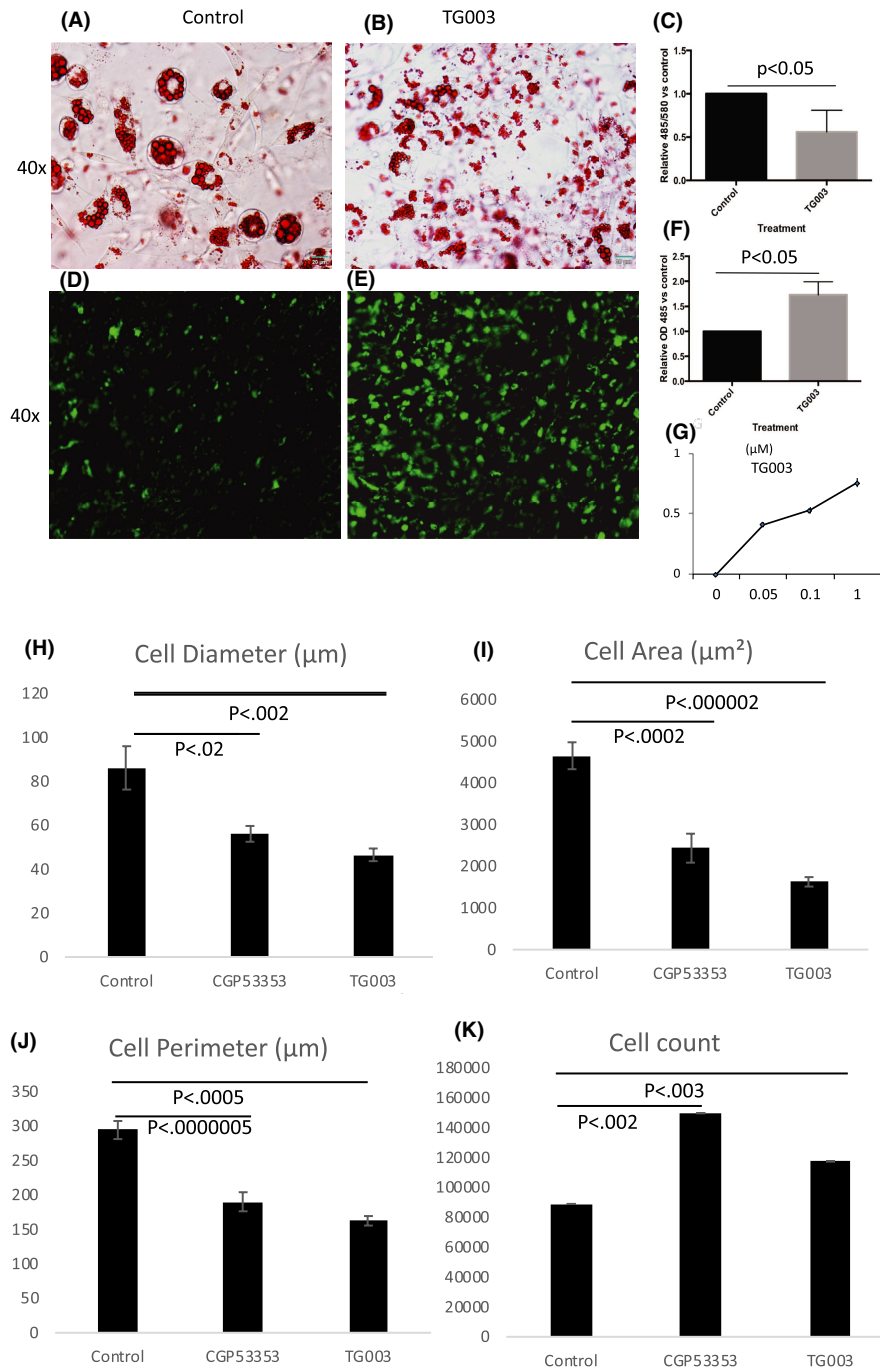 (A) Control
(B) TG003
40x
20 µm
(C)
Relative 485/580 vs control
1.5
1.0
0.5
0.0
p<0.05
Control
TG003
Treatment
(D)
(E)
40x
(F)
Relative OD 485 vs control
2.5
2.0
1.5
1.0
0.5
0.0
P<0.05
Control
TG003
Treatment
G
(G)
(µM)
TG003
1
0.5
0
0 0.05 0.1 1
(H)
Cell Diameter (µm)
120
100
80
60
40
20
0
P<.002
P<.02
Control CGP53353 TG003
(I)
Cell Area (µm²)
6000
5000
4000
3000
2000
1000
0
P<.000002
P<.0002
Control CGP53353 TG003
(J)
Cell Perimeter (µm)
350
300
250
200
150
100
50
0
P<.0005
P<.0000005
Control CGP53353 TG003
(K)
Cell count
180000
160000
140000
120000
100000
80000
60000
40000
20000
0
P<.003
P<.002
Control CGP53353 TG003